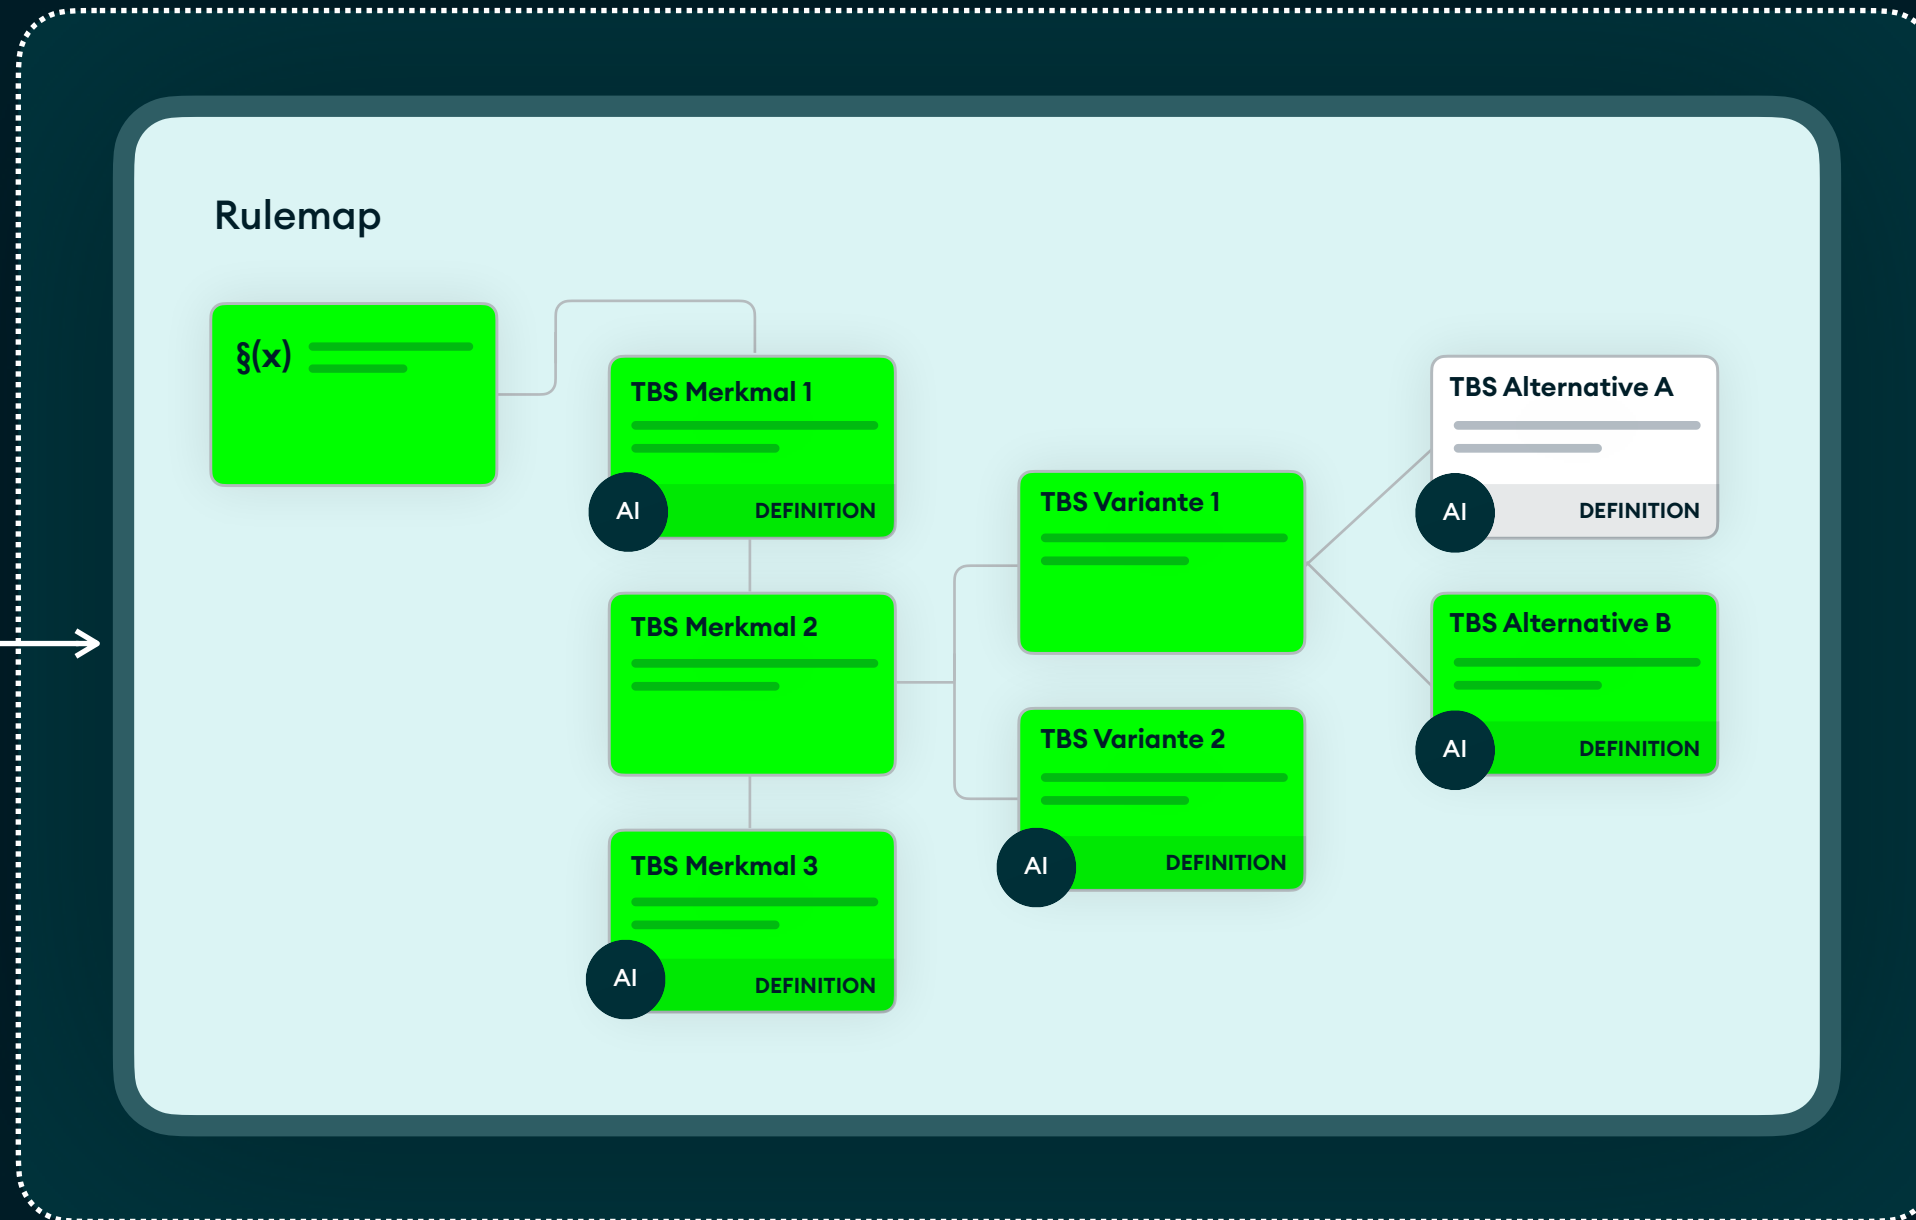 Rulemap
§(x)
TBS Merkmal 1
AI
DEFINITION
TBS Merkmal 2
TBS Merkmal 3
AI
DEFINITION
TBS Variante 1
TBS Variante 2
AI
DEFINITION
TBS Alternative A
AI
DEFINITION
TBS Alternative B
AI
DEFINITION